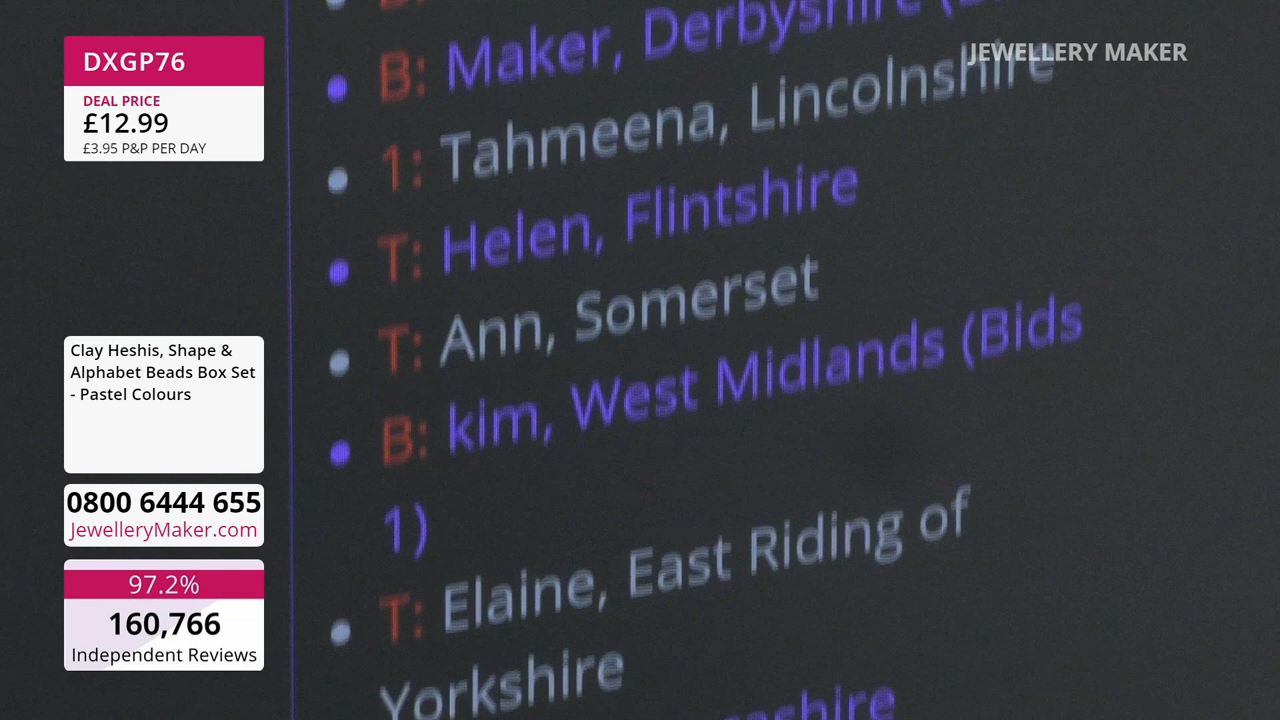 DXGP76
DEAL PRICE
£12.99
£3.95 P&P PER DAY
Clay Heshis, Shape &
Alphabet Beads Box Set
- Pastel Colours
0800 6444 655
JewelleryMaker.com
97.2%
160,766
Independent Reviews
JEWELLERY MAKER
B: Maker, Derbyshire
1: Tahmeena, Lincolnshire
T: Helen, Flintshire
T: Ann, Somerset
B: kim, West Midlands (Bids
1)
T: Elaine, East Riding of
Yorkshire